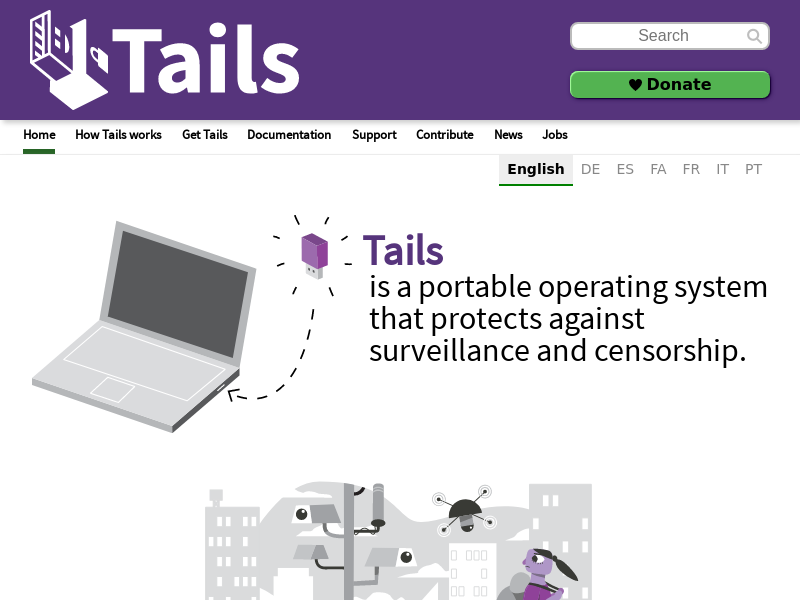 Tails
Search
Donate
Home How Tails works Get Tails Documentation Support Contribute News Jobs
English DE ES FA FR IT PT
Tails
is a portable operating system
that protects against
surveillance and censorship.